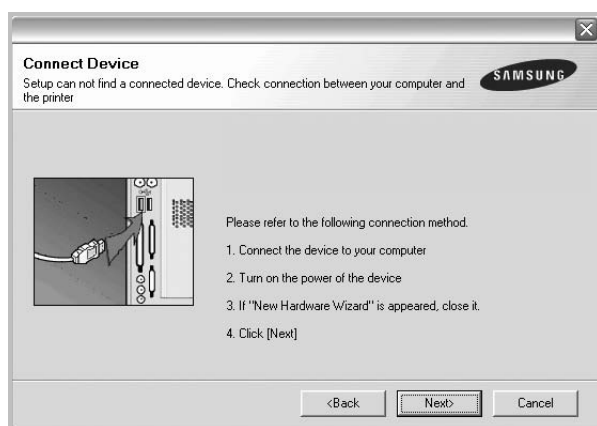 Connect Device
Setup can not find a connected device. Check connection between your computer and
the printer
SAMSUNG
Please refer to the following connection method.
1. Connect the device to your computer
2. Turn on the power of the device
3. If "New Hardware Wizard" is appeared, close it.
4. Click [Next]
<Back
Next>
Cancel